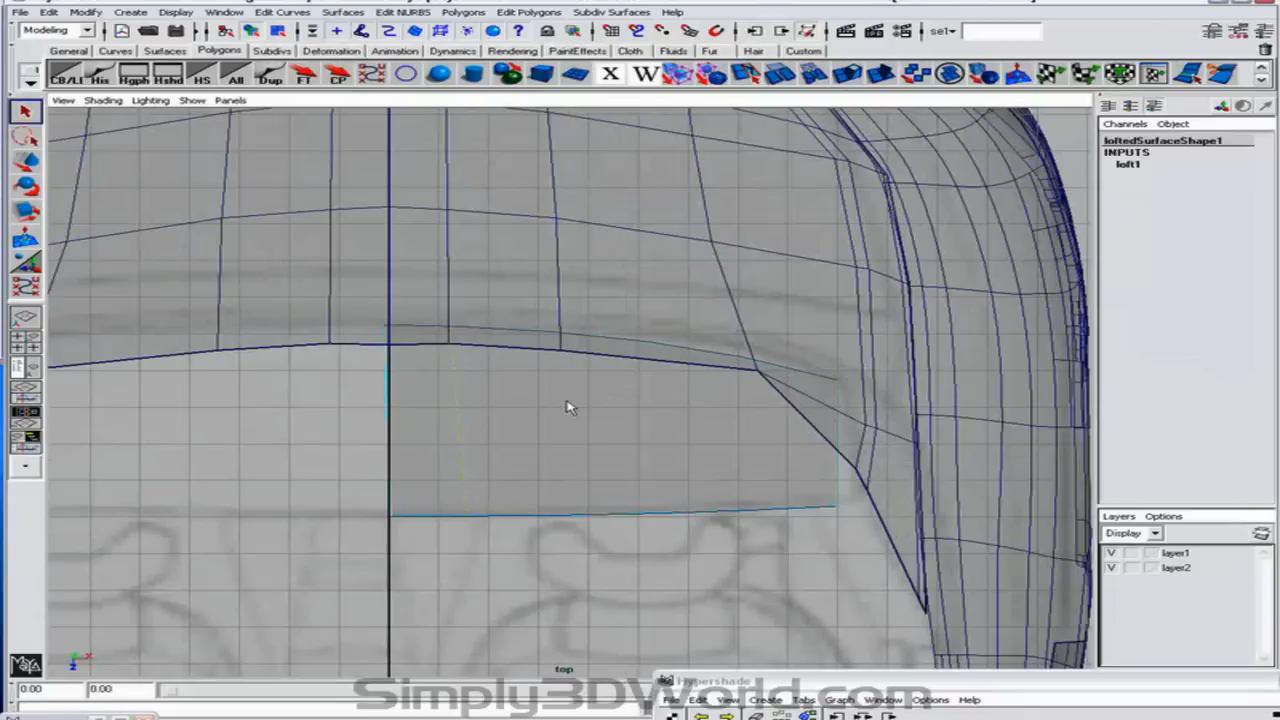 File Edit Modify Create Display Window Edit Curves Surfaces Edit NURBS Polygons Edit Polygons Subdiv Surfaces Help
Modeling sel
General Curves Surfaces Polygons Subdivs Deformation Animation Dynamics Rendering PaintEffects Cloth Fluids Fur Hair Custom
CB/LI His Hgph Hshd HS All Dup FT CP X W
View Shading Lighting Show Panels
Channels Object
loftedSurfaceShape1
INPUTS
loft1
Layers Options
Display
V layer1
V layer2
top
Hypershade
0.00 0.00
Simply3DWorld.com
File Edit View Create Tabs Graph Window Options Help